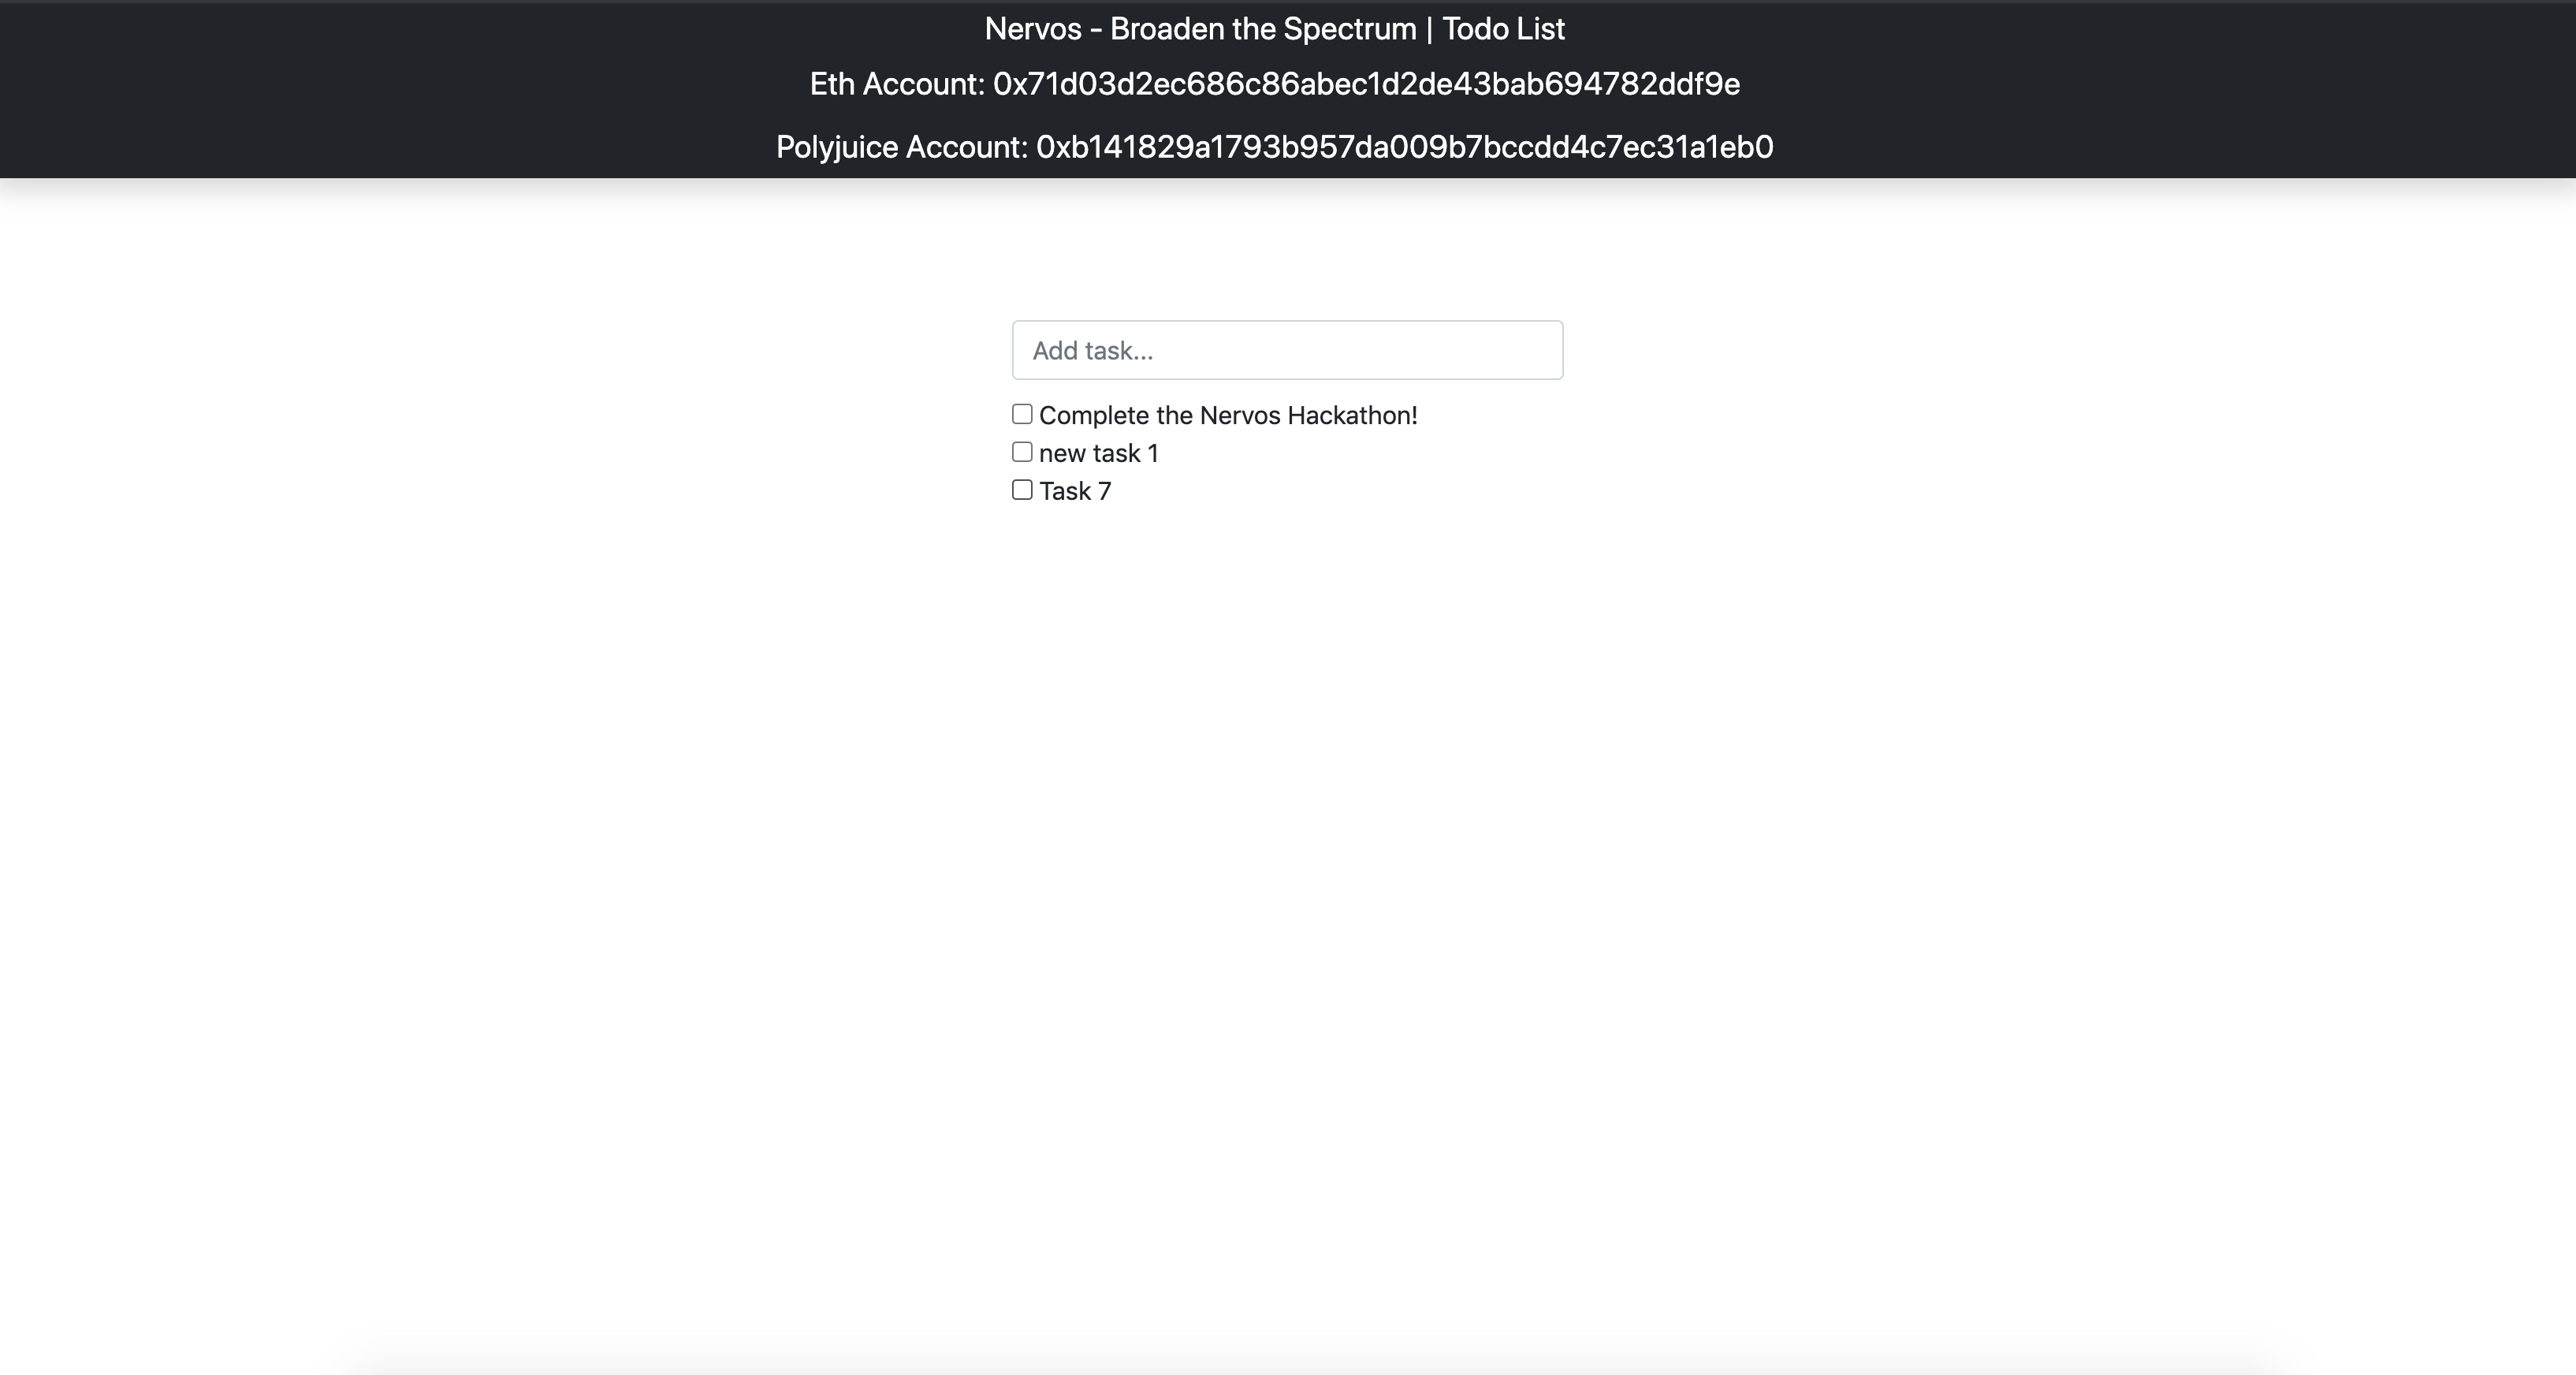 Nervos - Broaden the Spectrum | Todo List
Eth Account: 0x71d03d2ec686c86abec1d2de43bab694782ddf9e
Polyjuice Account: 0xb141829a1793b957da009b7bccdd4c7ec31a1eb0
Add task...
Complete the Nervos Hackathon!
new task 1
Task 7